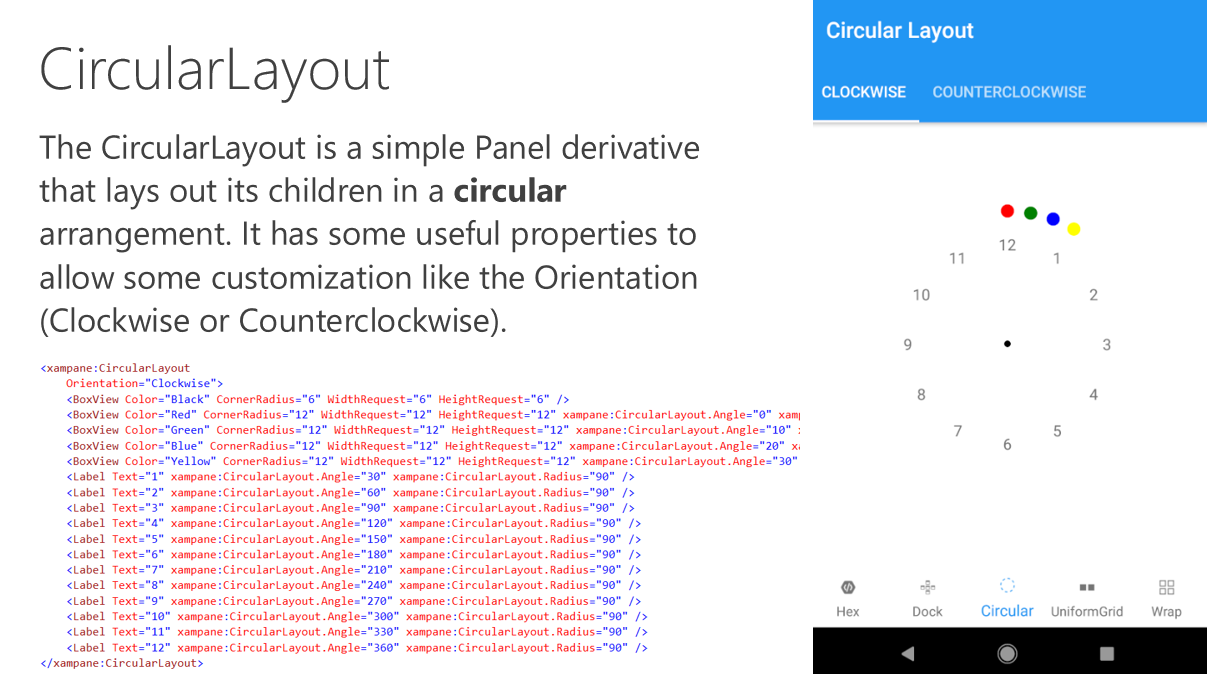 CircularLayout
The CircularLayout is a simple Panel derivative
that lays out its children in a circular
arrangement. It has some useful properties to
allow some customization like the Orientation
(Clockwise or Counterclockwise).
<xampane:CircularLayout
Orientation="Clockwise">
<BoxView Color="Black" CornerRadius="6" WidthRequest="6" HeightRequest="6" />
<BoxView Color="Red" CornerRadius="12" WidthRequest="12" HeightRequest="12" xampane:CircularLayout.Angle="0" xamp
<BoxView Color="Green" CornerRadius="12" WidthRequest="12" HeightRequest="12" xampane:CircularLayout.Angle="10"
<BoxView Color="Blue" CornerRadius="12" WidthRequest="12" HeightRequest="12" xampane:CircularLayout.Angle="20" xa
<BoxView Color="Yellow" CornerRadius="12" WidthRequest="12" HeightRequest="12" xampane:CircularLayout.Angle="30"
<Label Text="1" xampane:CircularLayout.Angle="30" xampane:CircularLayout.Radius="90" />
<Label Text="2" xampane:CircularLayout.Angle="60" xampane:CircularLayout.Radius="90" />
<Label Text="3" xampane:CircularLayout.Angle="90" xampane:CircularLayout.Radius="90" />
<Label Text="4" xampane:CircularLayout.Angle="120" xampane:CircularLayout.Radius="90" />
<Label Text="5" xampane:CircularLayout.Angle="150" xampane:CircularLayout.Radius="90" />
<Label Text="6" xampane:CircularLayout.Angle="180" xampane:CircularLayout.Radius="90" />
<Label Text="7" xampane:CircularLayout.Angle="210" xampane:CircularLayout.Radius="90" />
<Label Text="8" xampane:CircularLayout.Angle="240" xampane:CircularLayout.Radius="90" />
<Label Text="9" xampane:CircularLayout.Angle="270" xampane:CircularLayout.Radius="90" />
<Label Text="10" xampane:CircularLayout.Angle="300" xampane:CircularLayout.Radius="90" />
<Label Text="11" xampane:CircularLayout.Angle="330" xampane:CircularLayout.Radius="90" />
<Label Text="12" xampane:CircularLayout.Angle="360" xampane:CircularLayout.Radius="90" />
</xampane:CircularLayout>
Circular Layout
CLOCKWISE COUNTERCLOCKWISE
12
11 1
10 2
9 3
8 4
7 5
6
Hex Dock Circular UniformGrid Wrap